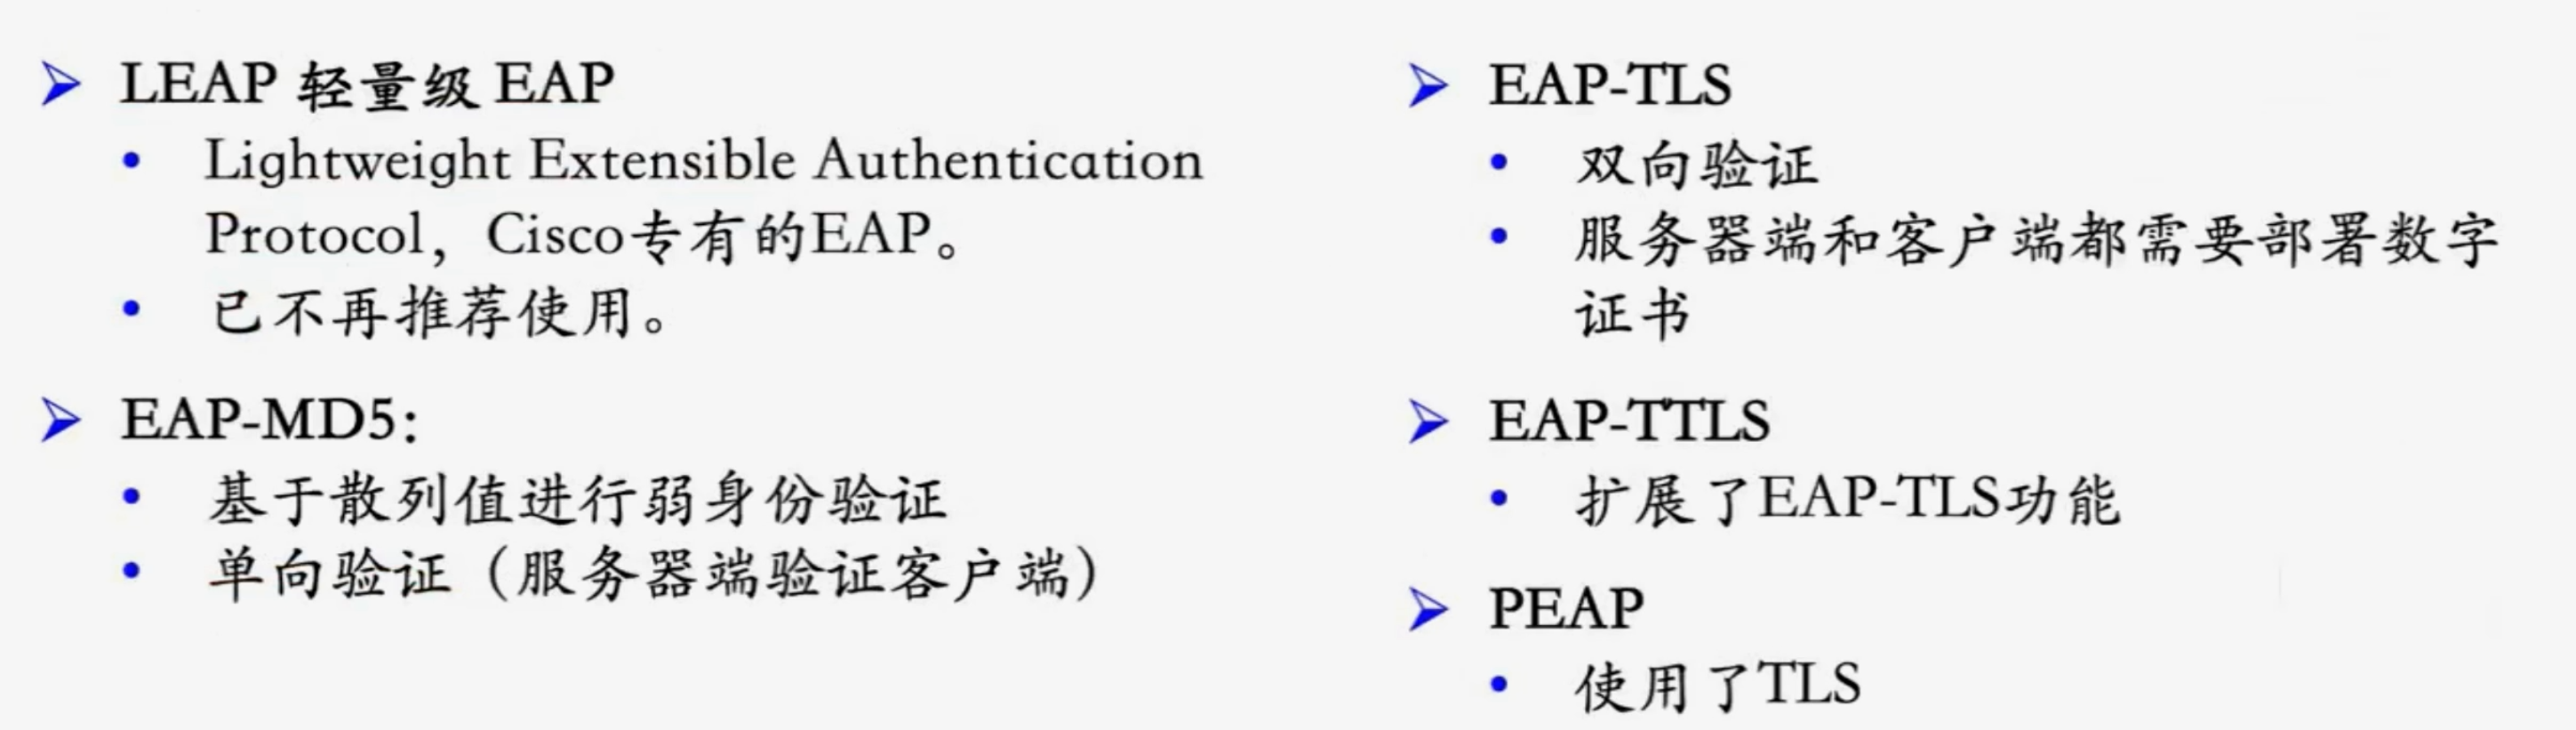 LEAP 轻量级 EAP
Lightweight Extensible Authentication
Protocol，Cisco专有的EAP。
已不再推荐使用。
EAP-MD5：
基于散列值进行弱身份验证
单向验证（服务器端验证客户端）
EAP-TLS
双向验证
服务器端和客户端都需要部署数字
证书
EAP-TTLS
扩展了EAP-TLS功能
PEAP
使用了TLS